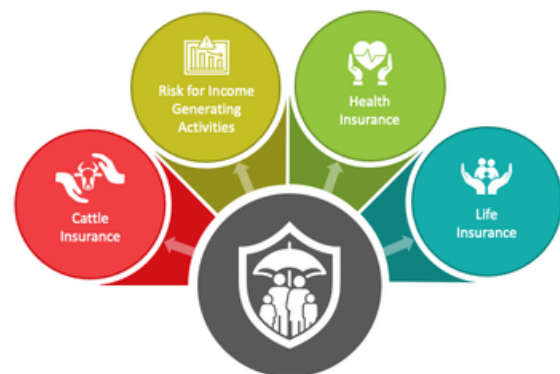 Cattle
Insurance
Risk for Income
Generating
Activities
Health
Insurance
Life
Insurance